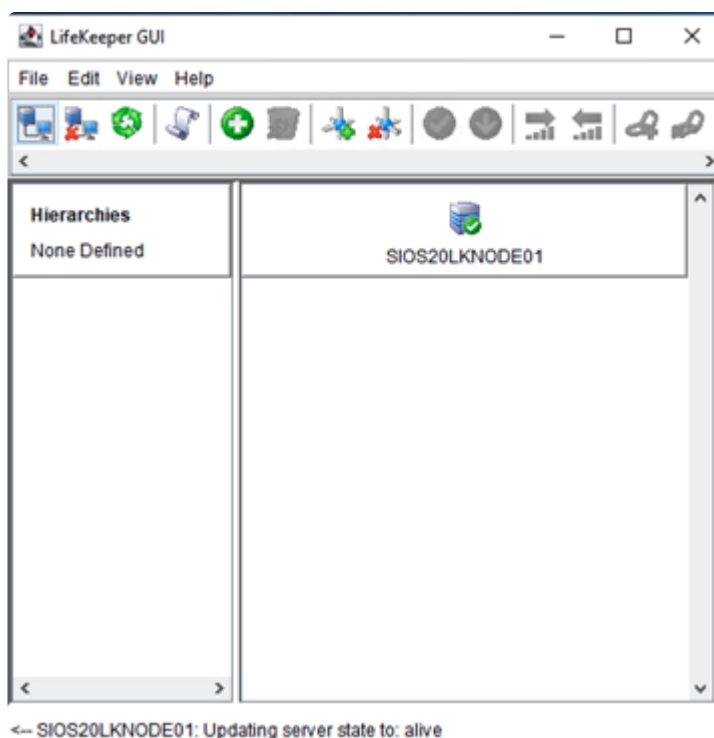 LifeKeeper GUI
File Edit View Help
Hierarchies
None Defined
SIOS20LKNODE01
<-- SIOS20LKNODE01: Updating server state to: alive